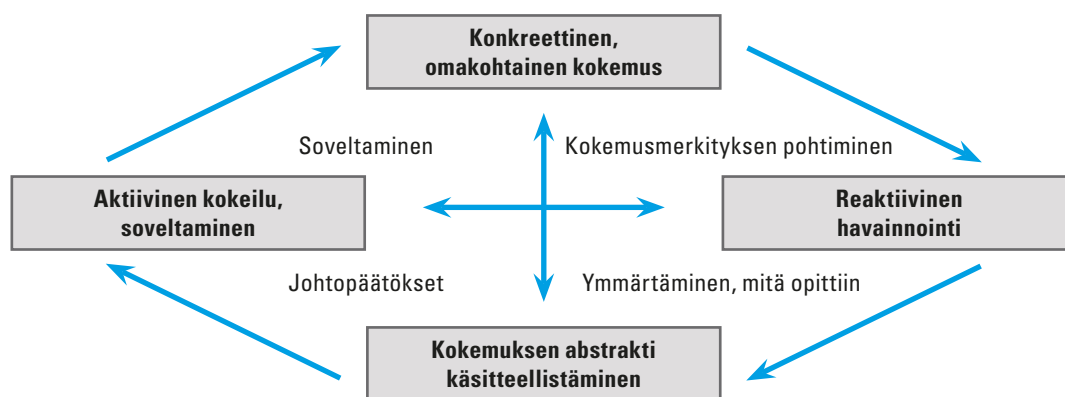 Konkreettinen,
omakohtainen kokemus
Soveltaminen
Kokemusmerkityksen pohtiminen
Aktiivinen kokeilu,
soveltaminen
Reaktiivinen
havainnointi
Johtopäätökset
Ymmärtäminen, mitä opittiin
Kokemuksen abstrakti
käsitteellistäminen